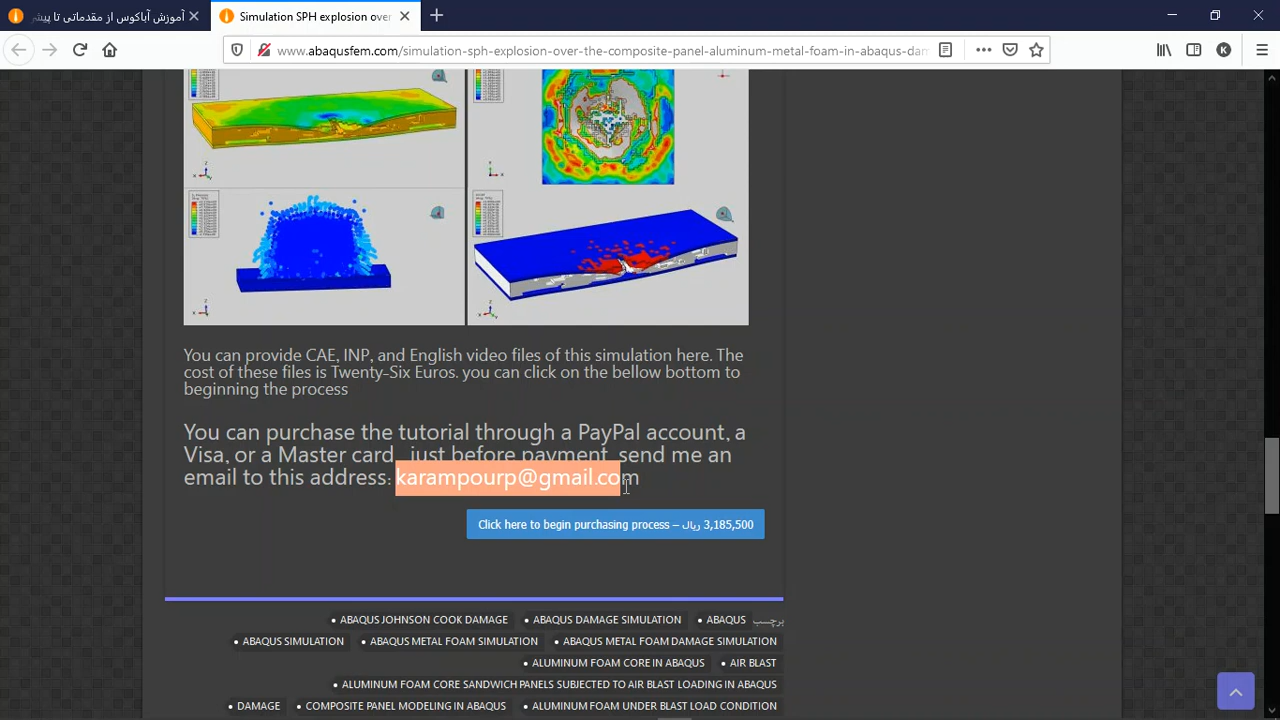 آموزش آباکوس از مقدماتی تا پیشر
Simulation SPH explosion over
www.abaqusfem.com/simulation-sph-explosion-over-the-composite-panel-aluminum-metal-foam-in-abaqus-dam
K
You can provide CAE, INP, and English video files of this simulation here. The
cost of these files is Twenty-Six Euros. you can click on the bellow bottom to
beginning the process
You can purchase the tutorial through a PayPal account, a
Visa, or a Master card, just before payment, send me an
email to this address: karampourp@gmail.com
Click here to begin purchasing process – 3,185,500 ریال
برچسب • ABAQUS • ABAQUS DAMAGE SIMULATION • ABAQUS JOHNSON COOK DAMAGE
• ABAQUS METAL FOAM DAMAGE SIMULATION • ABAQUS METAL FOAM SIMULATION • ABAQUS SIMULATION
• AIR BLAST • ALUMINUM FOAM CORE IN ABAQUS
• ALUMINUM FOAM CORE SANDWICH PANELS SUBJECTED TO AIR BLAST LOADING IN ABAQUS
• ALUMINUM FOAM UNDER BLAST LOAD CONDITION • COMPOSITE PANEL MODELING IN ABAQUS • DAMAGE